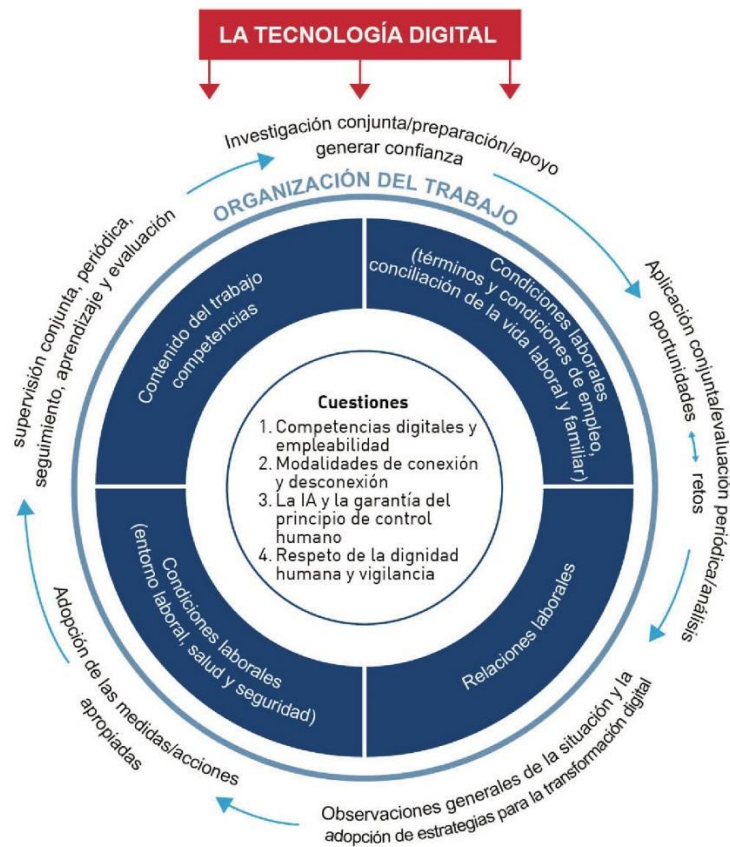 LA TECNOLOGÍA DIGITAL
Investigación conjunta/preparación/apoyo
generar confianza
ORGANIZACIÓN DEL TRABAJO
Contenido del trabajo
competencias
Condiciones laborales
(términos y condiciones de empleo,
conciliación de la vida laboral y familiar)
Aplicación conjunta/evaluación periódica/análisis
oportunidades
retos
Cuestiones
1. Competencias digitales y
empleabilidad
2. Modalidades de conexión
y desconexión
3. La IA y la garantía del
principio de control
humano
4. Respeto de la dignidad
humana y vigilancia
Relaciones laborales
Condiciones laborales
(entorno laboral, salud y seguridad)
Observaciones generales de la situación y la
adopción de estrategias para la transformación digital
Adopción de las medidas/acciones
apropiadas
supervisión conjunta, periódica,
seguimiento, aprendizaje y evaluación